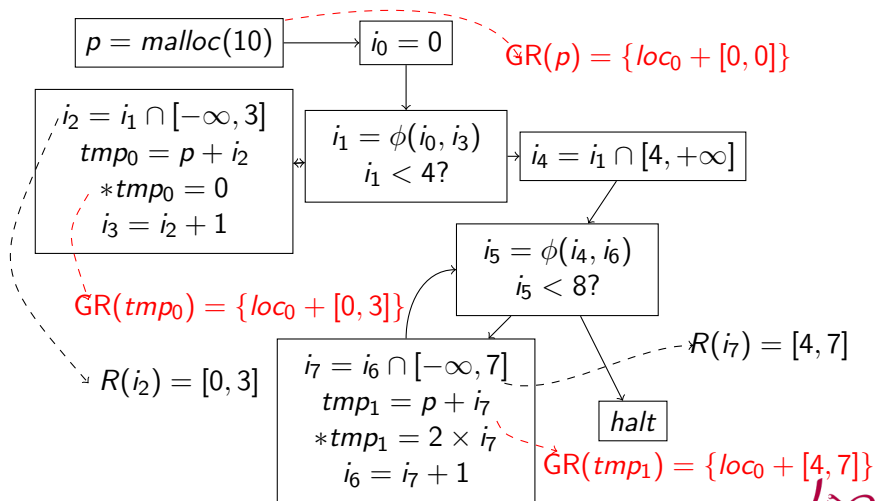 p = malloc(10)
i₀ = 0
GR(p) = {loc₀ + [0, 0]}
i₂ = i₁ ∩ [−∞, 3]
tmp₀ = p + i₂
*tmp₀ = 0
i₃ = i₂ + 1
i₁ = ϕ(i₀, i₃)
i₁ < 4?
i₄ = i₁ ∩ [4, +∞]
i₅ = ϕ(i₄, i₆)
i₅ < 8?
GR(tmp₀) = {loc₀ + [0, 3]}
R(i₂) = [0, 3]
i₇ = i₆ ∩ [−∞, 7]
tmp₁ = p + i₇
*tmp₁ = 2 × i₇
i₆ = i₇ + 1
R(i₇) = [4, 7]
halt
GR(tmp₁) = {loc₀ + [4, 7]}